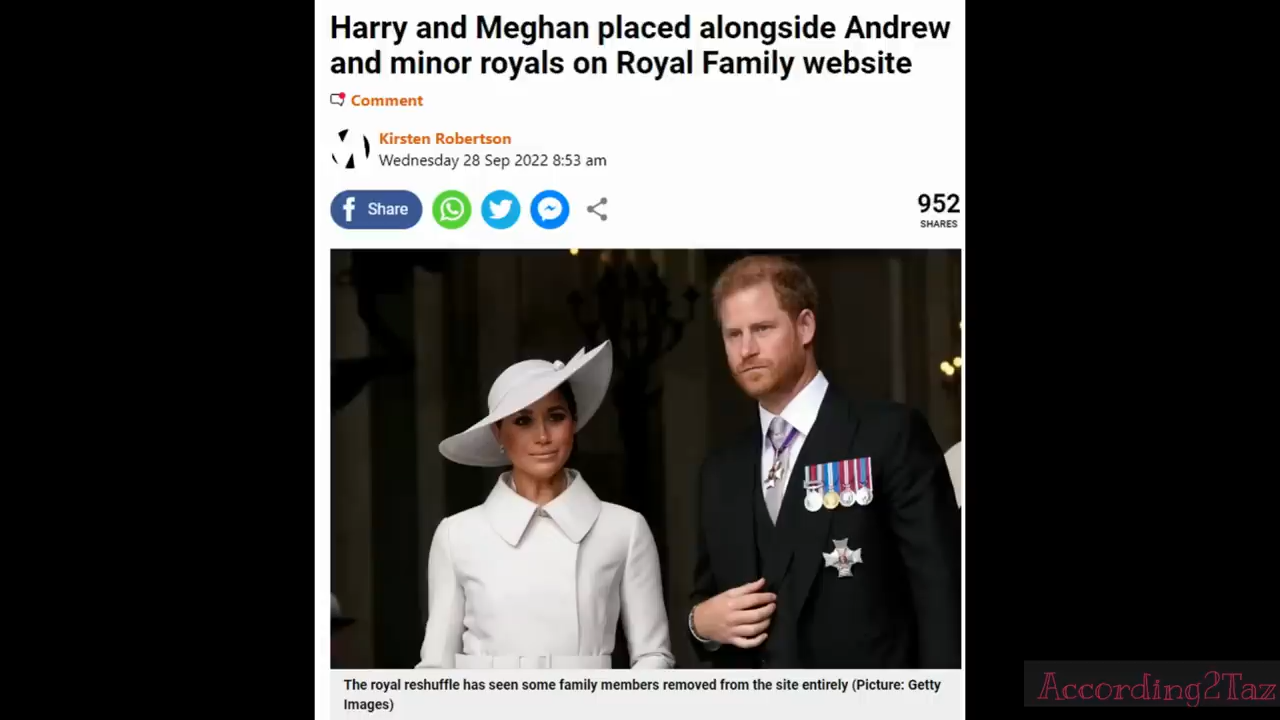 Harry and Meghan placed alongside Andrew
and minor royals on Royal Family website
Comment
Kirsten Robertson
Wednesday 28 Sep 2022 8:53 am
Share
952
SHARES
The royal reshuffle has seen some family members removed from the site entirely (Picture: Getty
Images)
According2Taz